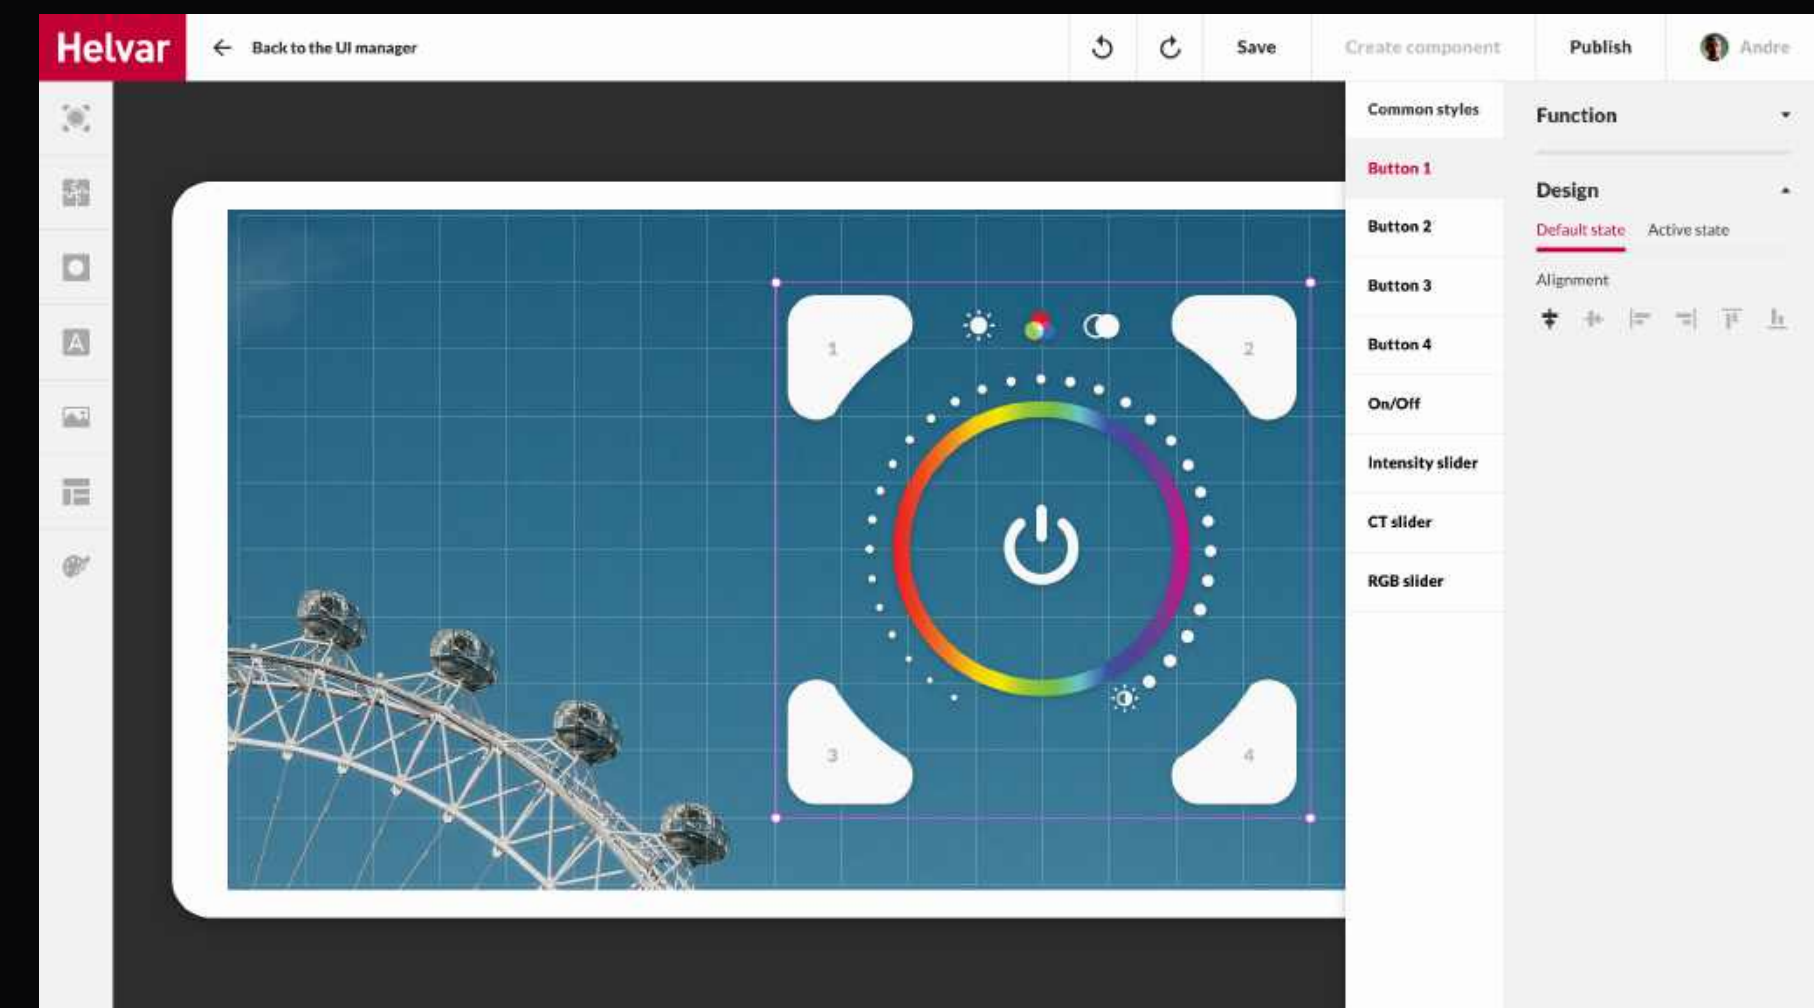 Helvar
Back to the UI manager
Save
Create component
Publish
Andre
Common styles
Button 1
Button 2
Button 3
Button 4
On/Off
Intensity slider
CT slider
RGB slider
Function
Design
Default state
Active state
Alignment
A
1
2
3
4